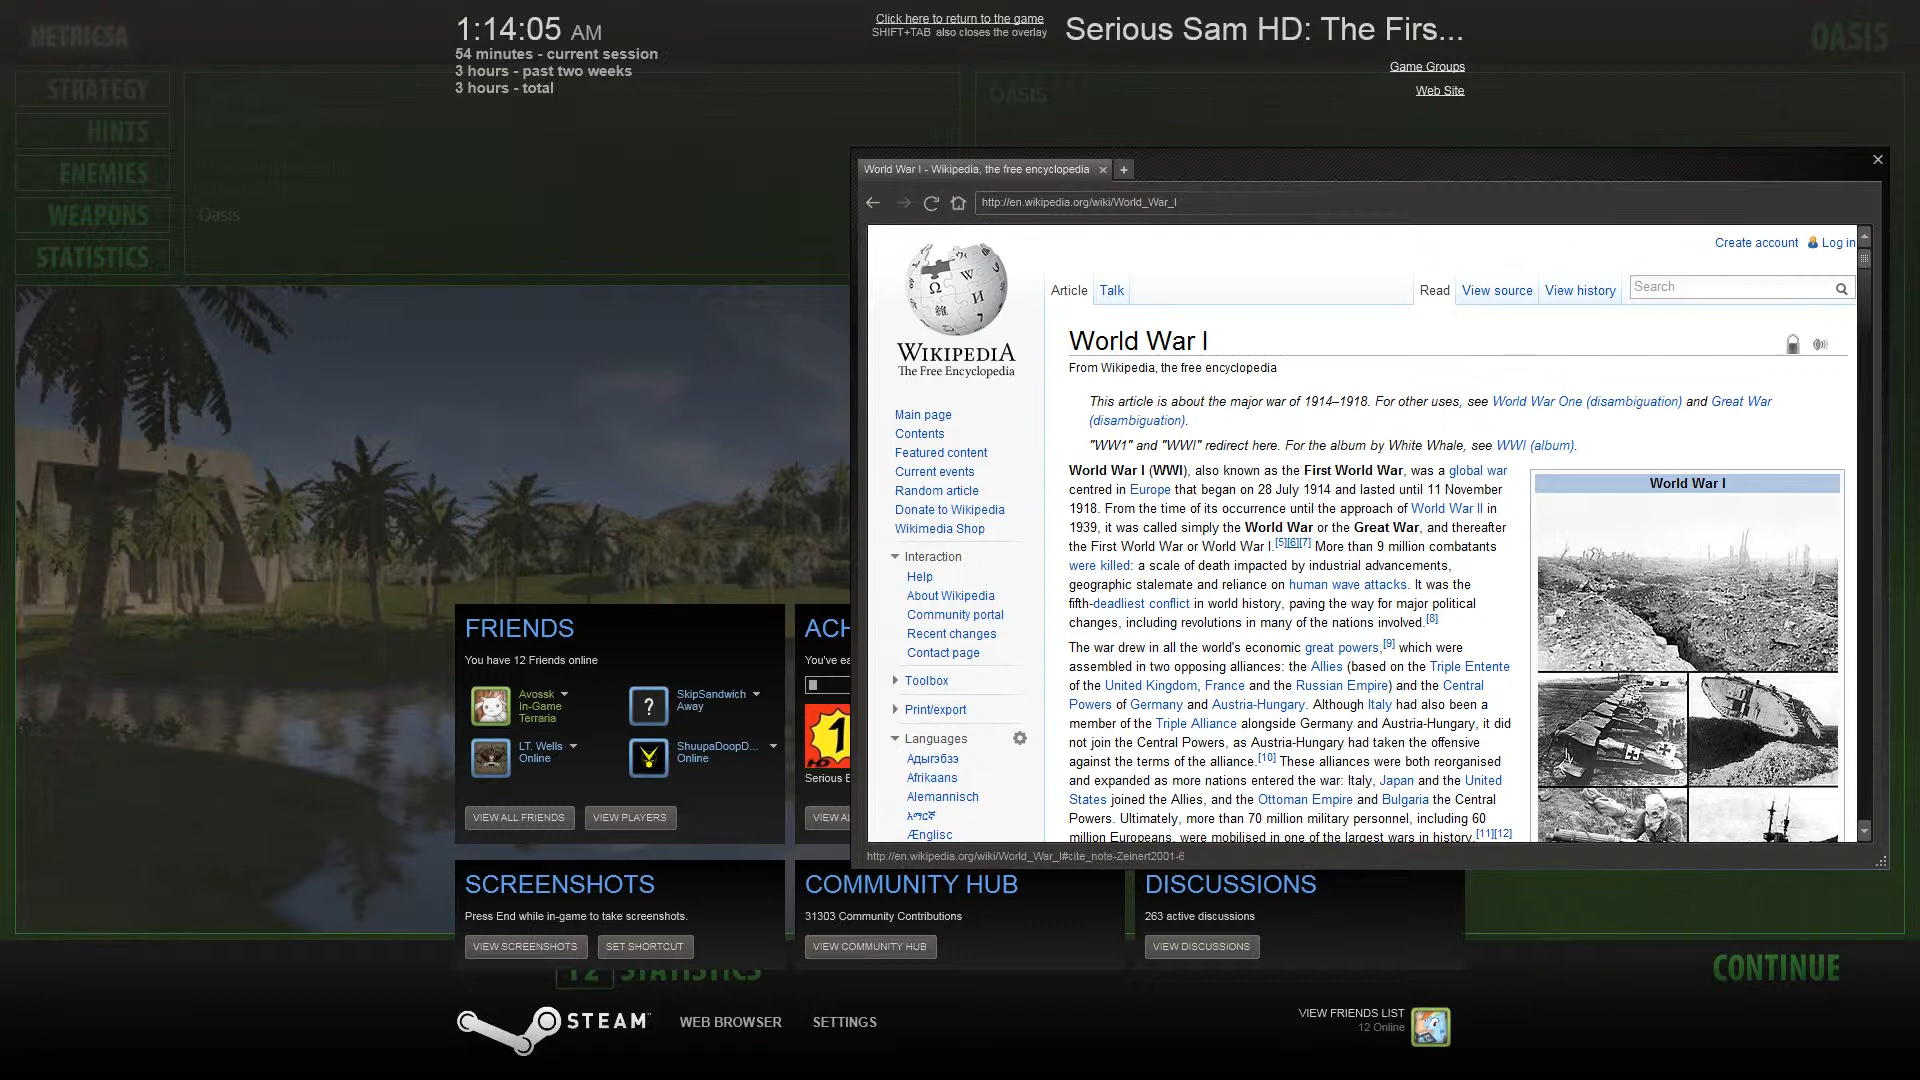 NETRICSA
1:14:05 AM
54 minutes - current session
3 hours - past two weeks
3 hours - total
Click here to return to the game
SHIFT+TAB also closes the overlay
Serious Sam HD: The Firs...
Game Groups
Web Site
OASIS
STRATEGY
HINTS
ENEMIES
WEAPONS
STATISTICS
Oasis
OASIS
World War I - Wikipedia, the free encyclopedia
http://en.wikipedia.org/wiki/World_War_I
WIKIPEDIA
The Free Encyclopedia
Create account Log in
Article Talk
Read View source View history Search
World War I
From Wikipedia, the free encyclopedia
This article is about the major war of 1914–1918. For other uses, see World War One (disambiguation) and Great War
(disambiguation).
"WW1" and "WWI" redirect here. For the album by White Whale, see WWI (album).
World War I (WWI), also known as the First World War, was a global war
centred in Europe that began on 28 July 1914 and lasted until 11 November
1918. From the time of its occurrence until the approach of World War II in
1939, it was called simply the World War or the Great War, and thereafter
the First World War or World War I.[5][6][7] More than 9 million combatants
were killed: a scale of death impacted by industrial advancements,
geographic stalemate and reliance on human wave attacks. It was the
fifth-deadliest conflict in world history, paving the way for major political
changes, including revolutions in many of the nations involved.[8]
The war drew in all the world's economic great powers,[9] which were
assembled in two opposing alliances: the Allies (based on the Triple Entente
of the United Kingdom, France and the Russian Empire) and the Central
Powers of Germany and Austria-Hungary. Although Italy had also been a
member of the Triple Alliance alongside Germany and Austria-Hungary, it did
not join the Central Powers, as Austria-Hungary had taken the offensive
against the terms of the alliance.[10] These alliances were both reorganised
and expanded as more nations entered the war: Italy, Japan and the United
States joined the Allies, and the Ottoman Empire and Bulgaria the Central
Powers. Ultimately, more than 70 million military personnel, including 60
million Europeans, were mobilised in one of the largest wars in history.[11][12]
World War I
Main page
Contents
Featured content
Current events
Random article
Donate to Wikipedia
Wikimedia Shop
Interaction
Help
About Wikipedia
Community portal
Recent changes
Contact page
Toolbox
Print/export
Languages
Адыгэбзэ
Afrikaans
Alemannisch
አማርኛ
Ænglisc
http://en.wikipedia.org/wiki/World_War_I#cite_note-Zeinert2001-6
FRIENDS
You have 12 Friends online
Avossk
In-Game
Terraria
SkipSandwich
Away
LT. Wells
Online
ShuupaDoopD...
Online
VIEW ALL FRIENDS VIEW PLAYERS
ACH
You've ea
1
HD
Serious E
VIEW AL
SCREENSHOTS
Press End while in-game to take screenshots.
VIEW SCREENSHOTS SET SHORTCUT
COMMUNITY HUB
31303 Community Contributions
VIEW COMMUNITY HUB
DISCUSSIONS
263 active discussions
VIEW DISCUSSIONS
12 STATISTICS
CONTINUE
STEAM
WEB BROWSER
SETTINGS
VIEW FRIENDS LIST
12 Online